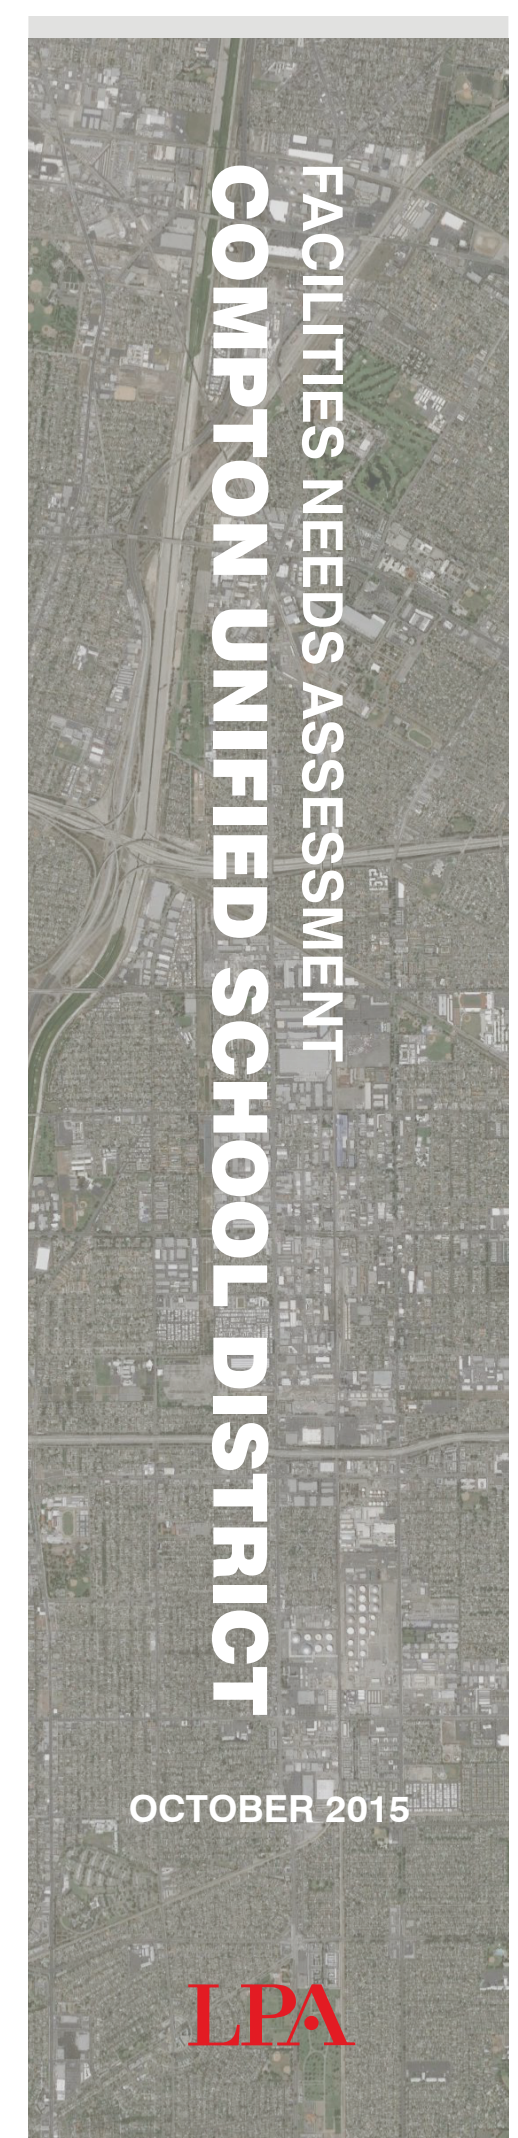 FACILITIES NEEDS ASSESSMENT
COMPTON UNIFIED SCHOOL DISTRICT
OCTOBER 2015
LPA